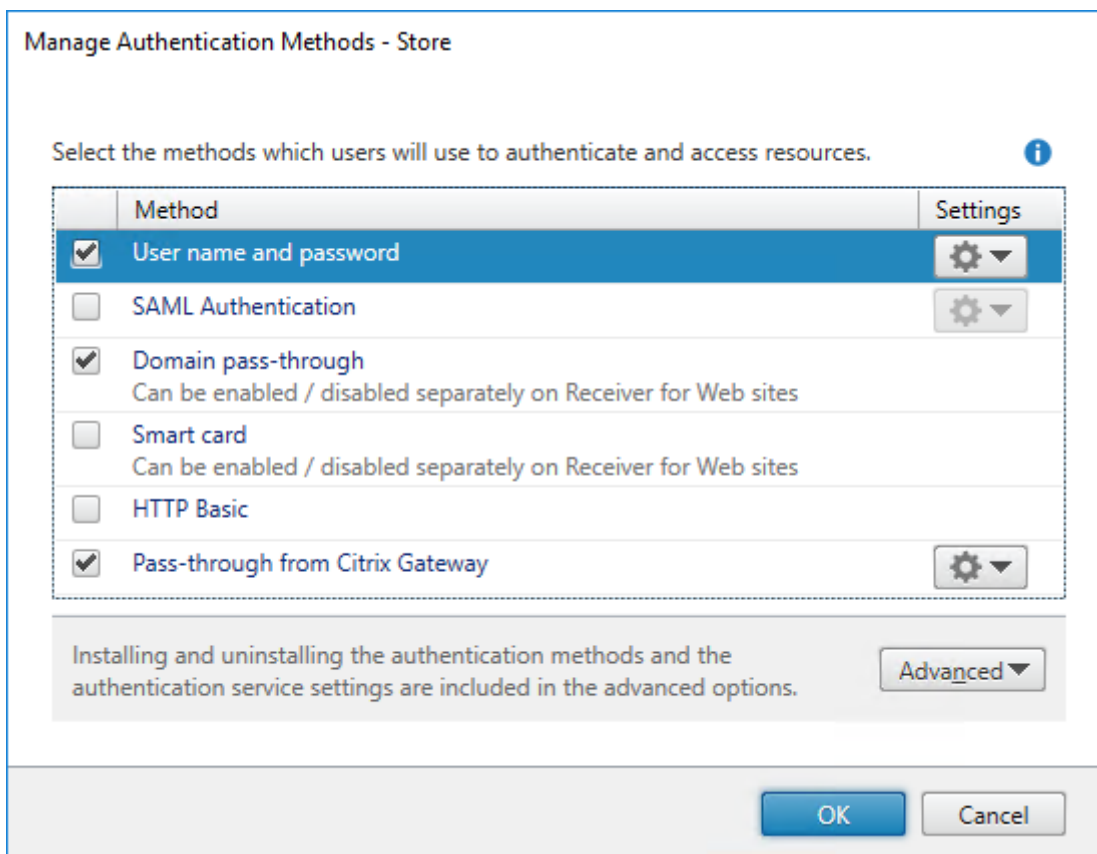 Manage Authentication Methods - Store
Select the methods which users will use to authenticate and access resources.
Method Settings
User name and password
SAML Authentication
Domain pass-through
Can be enabled / disabled separately on Receiver for Web sites
Smart card
Can be enabled / disabled separately on Receiver for Web sites
HTTP Basic
Pass-through from Citrix Gateway
Installing and uninstalling the authentication methods and the
authentication service settings are included in the advanced options.
Advanced
OK Cancel